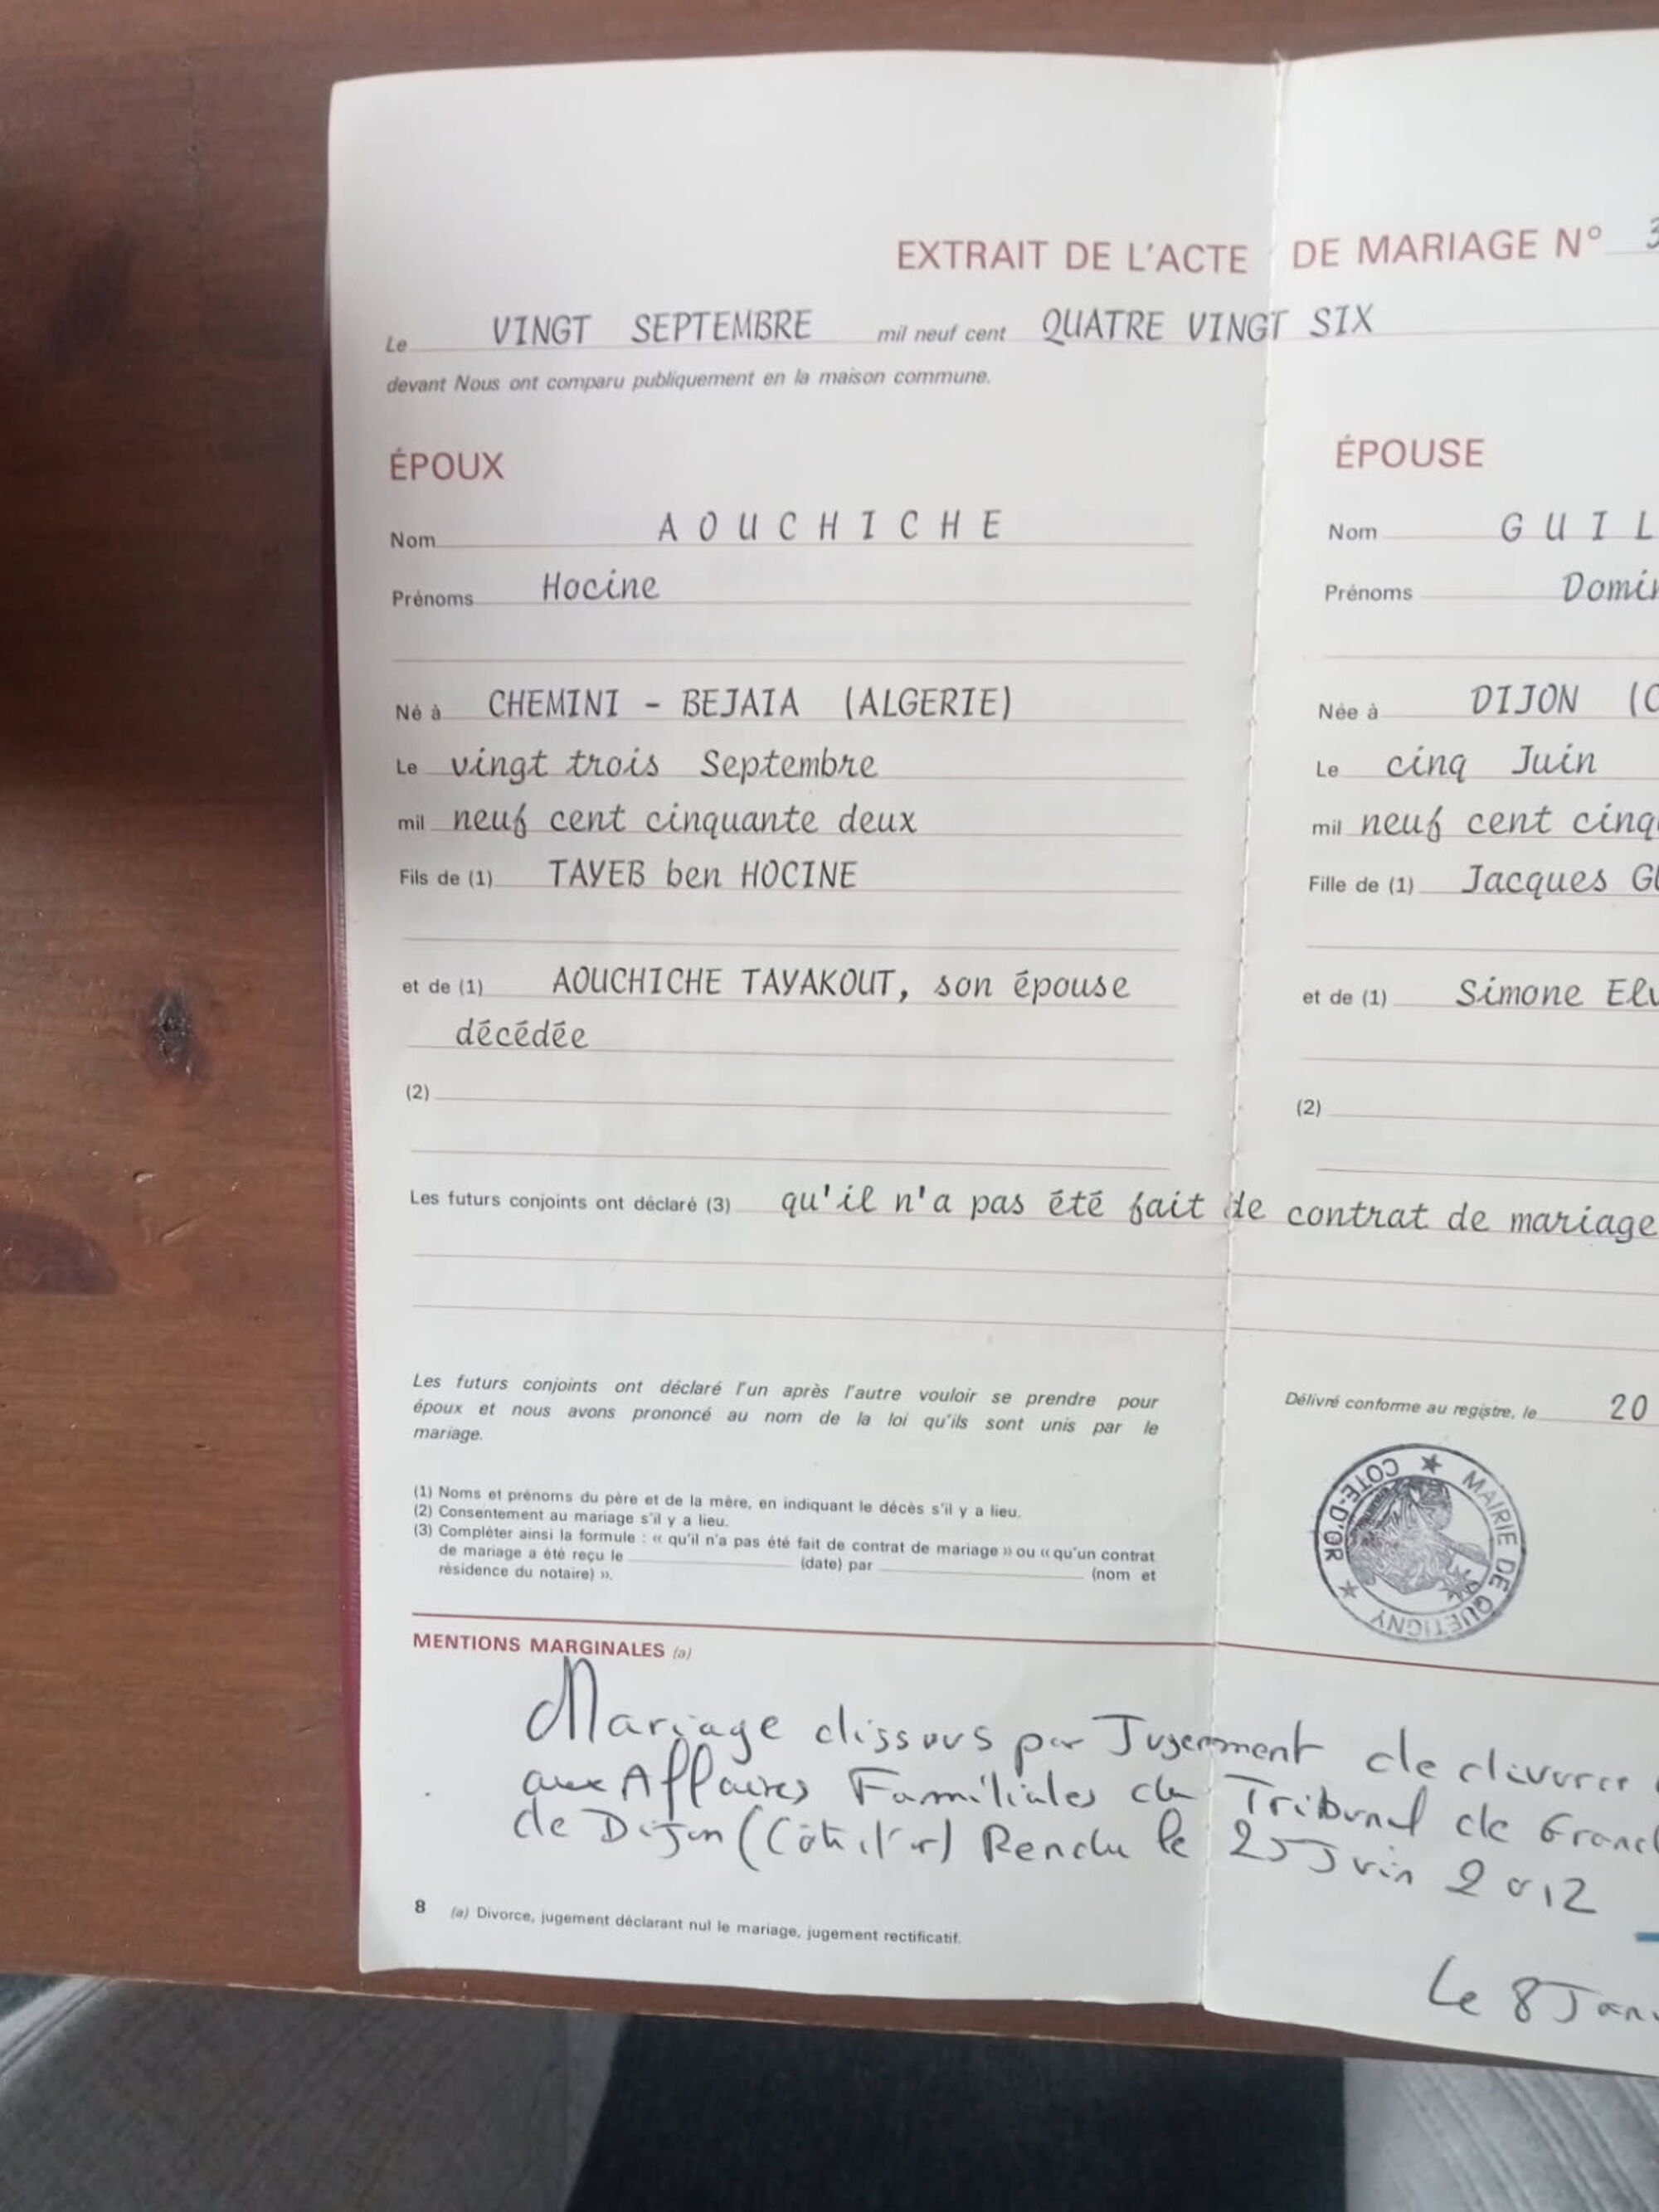 EXTRAIT DE L'ACTE DE MARIAGE N° 3
Le VINGT SEPTEMBRE mil neuf cent QUATRE VINGT SIX
devant Nous ont comparu publiquement en la maison commune.
ÉPOUX
Nom A O U C H I C H E
Prénoms Hocine
Né à CHEMINI - BEJAIA (ALGERIE)
Le vingt trois Septembre
mil neuf cent cinquante deux
Fils de (1) TAYEB ben HOCINE
et de (1) AOUCHICHE TAYAKOUT, son épouse
décédée
(2)
ÉPOUSE
Nom G U I L
Prénoms Domin
Née à DIJON (C
Le cinq Juin
mil neuf cent cinq
Fille de (1) Jacques GU
et de (1) Simone Elv
(2)
Les futurs conjoints ont déclaré (3) qu'il n'a pas été fait de contrat de mariage
Les futurs conjoints ont déclaré l'un après l'autre vouloir se prendre pour
époux et nous avons prononcé au nom de la loi qu'ils sont unis par le
mariage.
(1) Noms et prénoms du père et de la mère, en indiquant le décès s'il y a lieu.
(2) Consentement au mariage s'il y a lieu.
(3) Compléter ainsi la formule : « qu'il n'a pas été fait de contrat de mariage » ou « qu'un contrat
de mariage a été reçu le (date) par (nom et
résidence du notaire) ».
Délivré conforme au registre, le 20
MAIRIE DE QUETIGNY
COTE-D'OR
MENTIONS MARGINALES (a)
Mariage dissous par Jugemment de divorce
aux Affaires Familiales du Tribunal de Grand
de Dijon (Côte d'or) Rendu le 25 Juin 2012
Le 8 Jan
8 (a) Divorce, jugement déclarant nul le mariage, jugement rectificatif.